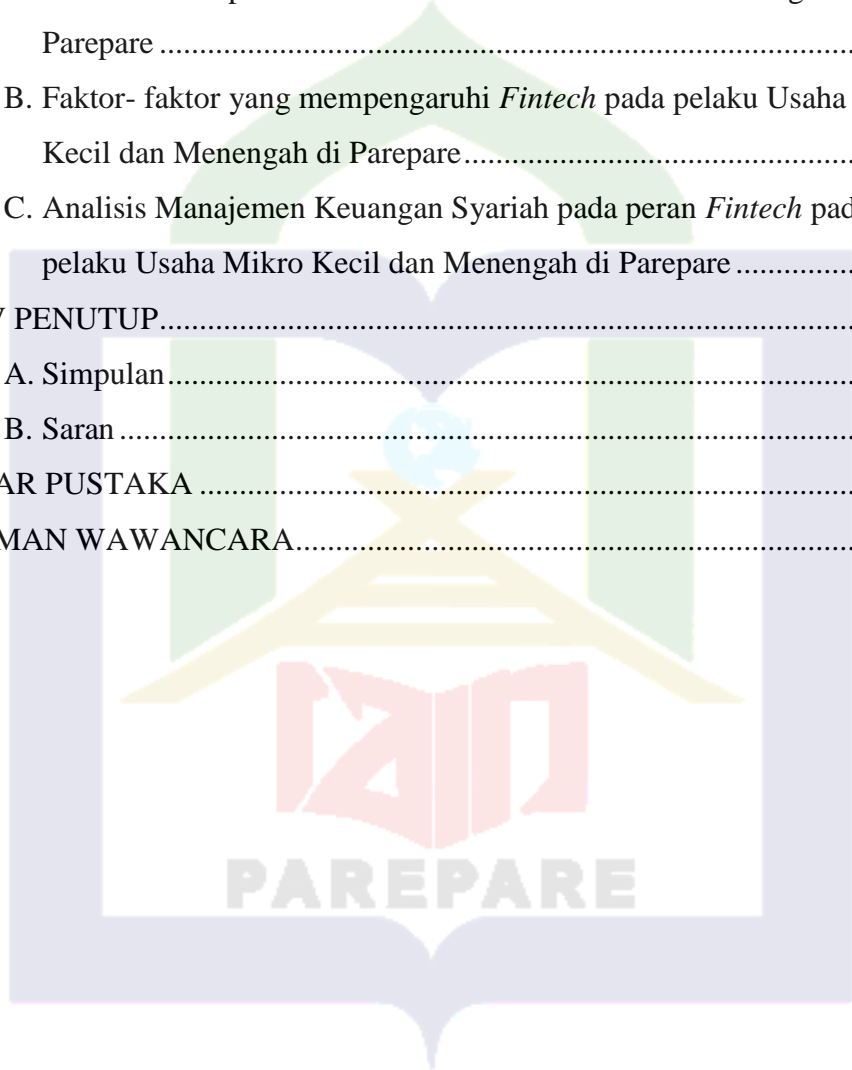 Parepare ....................................................................................................
B. Faktor- faktor yang mempengaruhi Fintech pada pelaku Usaha
Kecil dan Menengah di Parepare....................................................
C. Analisis Manajemen Keuangan Syariah pada peran Fintech pad
pelaku Usaha Mikro Kecil dan Menengah di Parepare ................
PENUTUP.........................................................................................
A. Simpulan.........................................................................................
B. Saran ................................................................................................
AR PUSTAKA ......................................................................................
MAN WAWANCARA.........................................................................
iain
PAREPARE